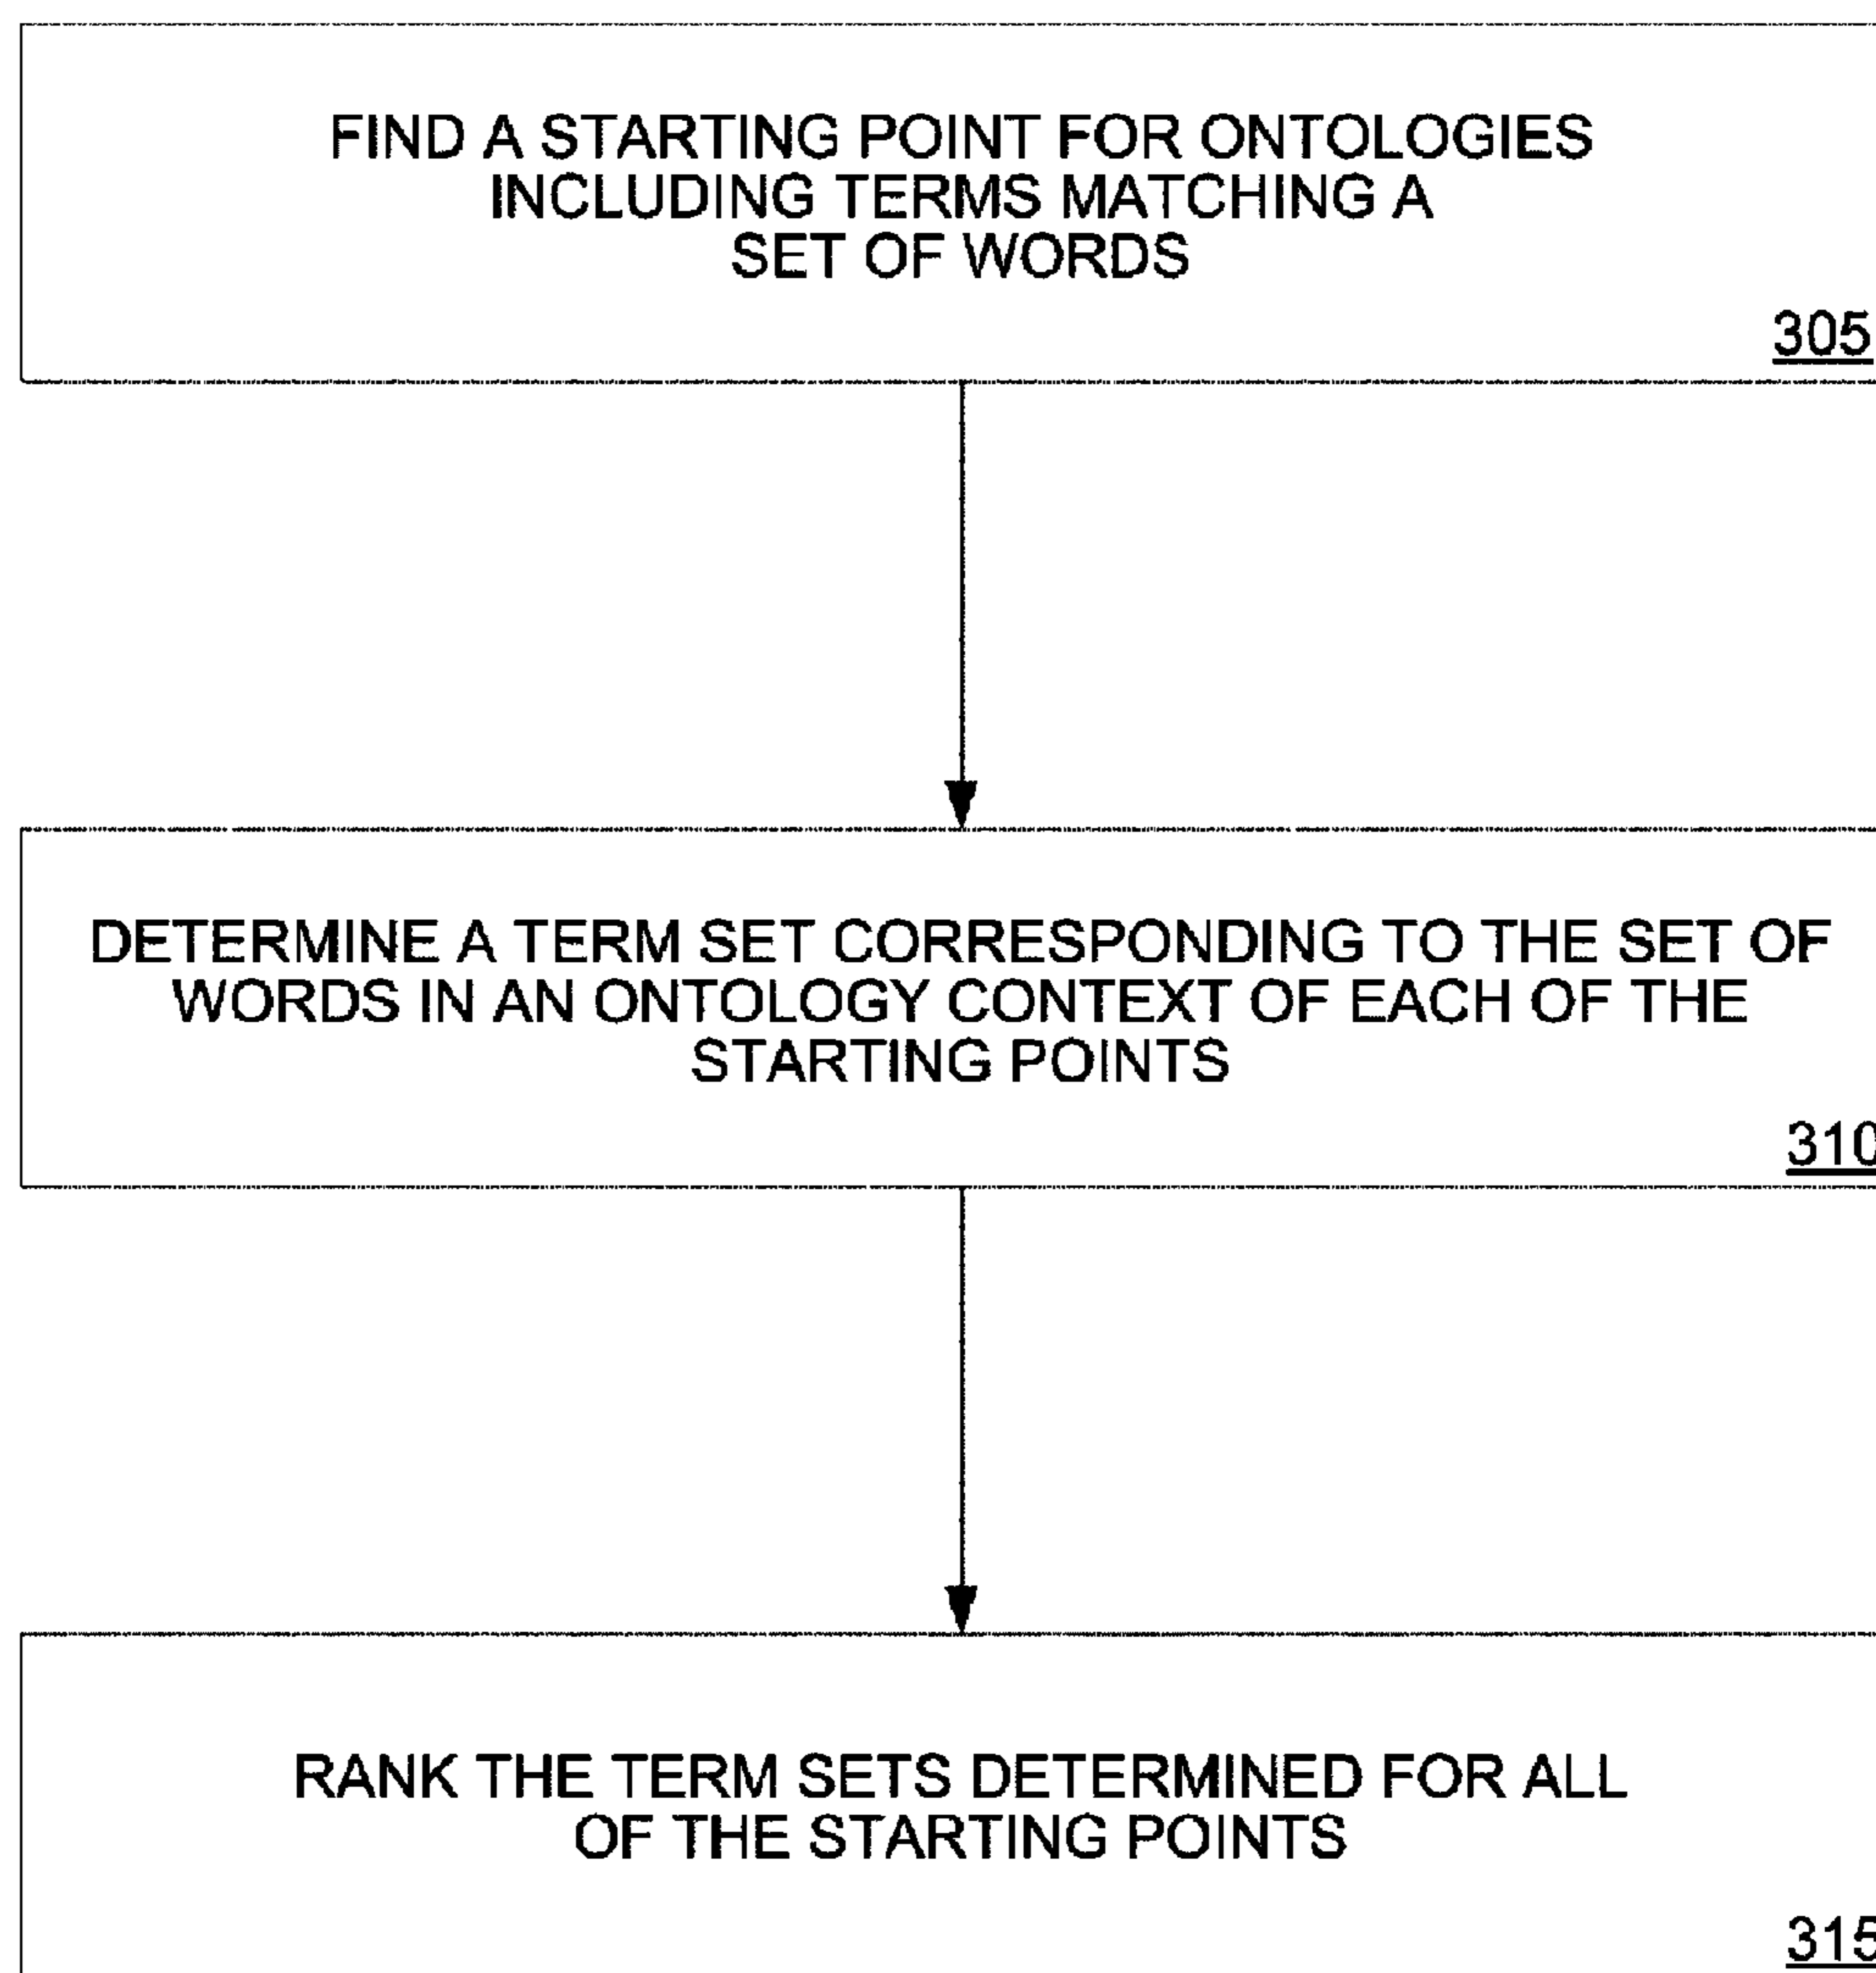 FIND A STARTING POINT FOR ONTOLOGIES
INCLUDING TERMS MATCHING A
SET OF WORDS
305
DETERMINE A TERM SET CORRESPONDING TO THE SET OF
WORDS IN AN ONTOLOGY CONTEXT OF EACH OF THE
STARTING POINTS
310
RANK THE TERM SETS DETERMINED FOR ALL
OF THE STARTING POINTS
315